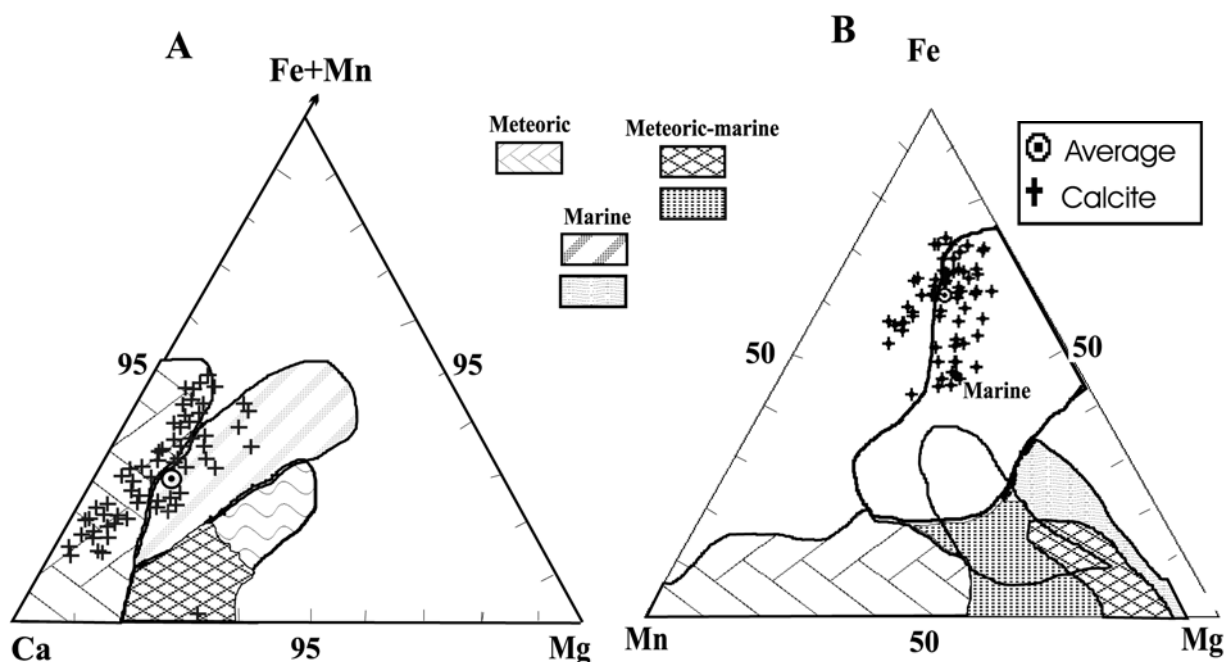 A
Fe+Mn
95
95
Ca
95
Mg
Meteoric
Meteoric-marine
Marine
B
Fe
Average
Calcite
50
50
Marine
Mn
50
Mg